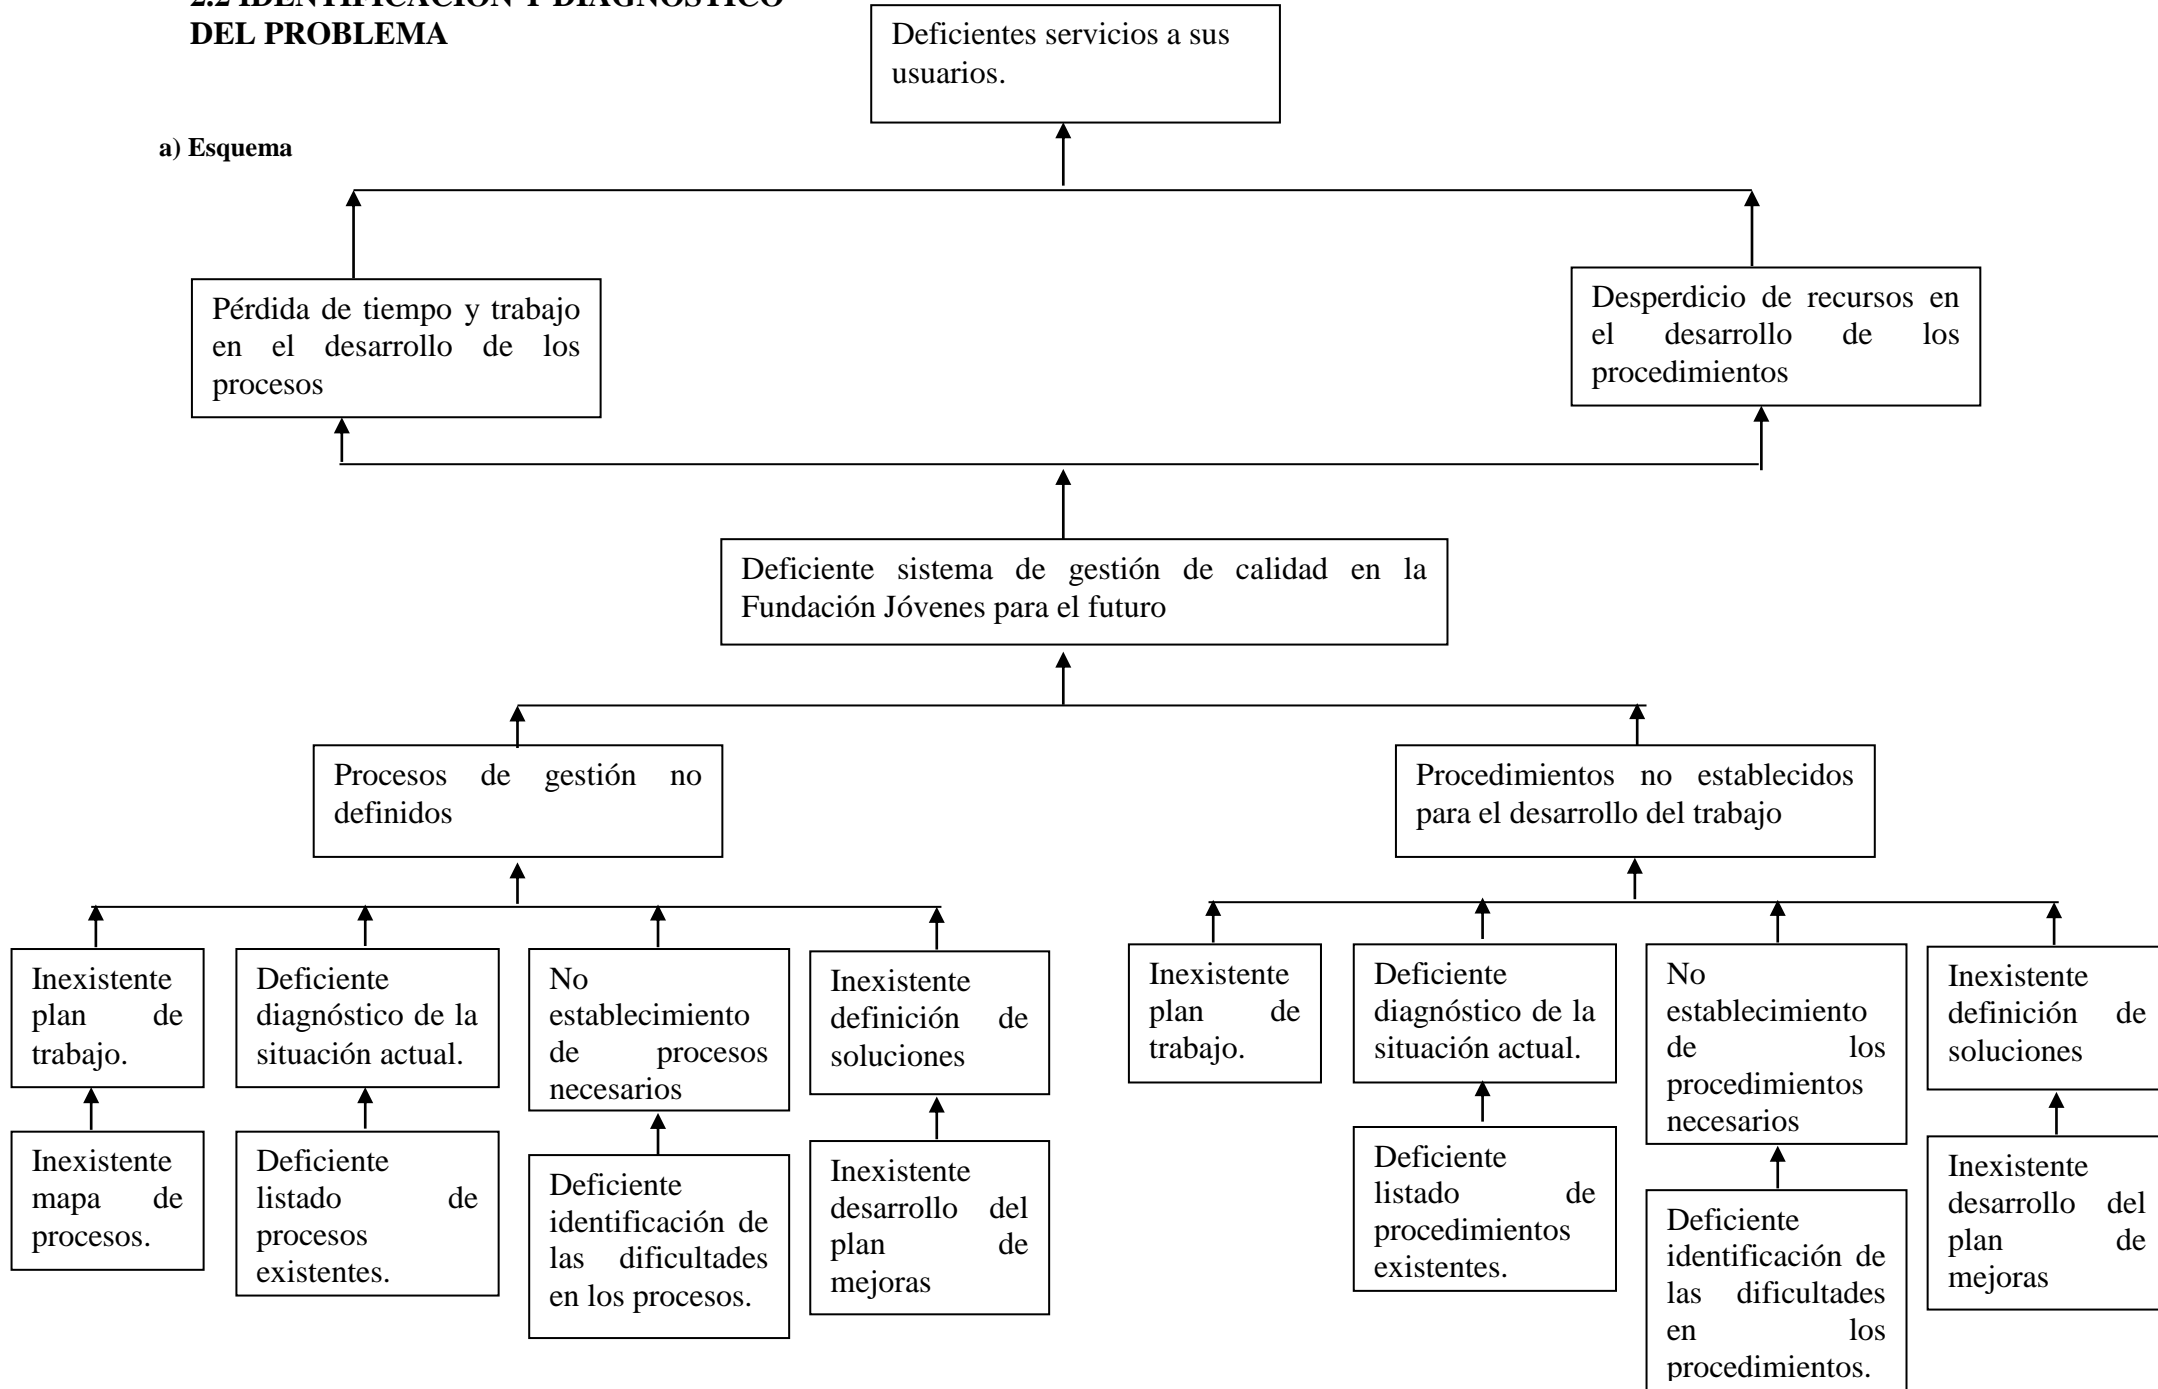 2.2 IDENTIFICACIÓN Y DIAGNÓSTICO
DEL PROBLEMA
Deficientes servicios a sus
usuarios.
a) Esquema
Pérdida de tiempo y trabajo
en el desarrollo de los
procesos
Desperdicio de recursos en
el desarrollo de los
procedimientos
Deficiente sistema de gestión de calidad en la
Fundación Jóvenes para el futuro
Procesos de gestión no
definidos
Procedimientos no establecidos
para el desarrollo del trabajo
Inexistente
plan de
trabajo.
Deficiente
diagnóstico de la
situación actual.
No
establecimiento
de procesos
necesarios
Inexistente
definición de
soluciones
Inexistente
plan de
trabajo.
Deficiente
diagnóstico de la
situación actual.
No
establecimiento
de los
procedimientos
necesarios
Inexistente
definición de
soluciones
Inexistente
mapa de
procesos.
Deficiente
listado de
procesos
existentes.
Deficiente
identificación de
las dificultades
en los procesos.
Inexistente
desarrollo del
plan de
mejoras
Deficiente
listado de
procedimientos
existentes.
Deficiente
identificación de
las dificultades
en los
procedimientos.
Inexistente
desarrollo del
plan de
mejoras